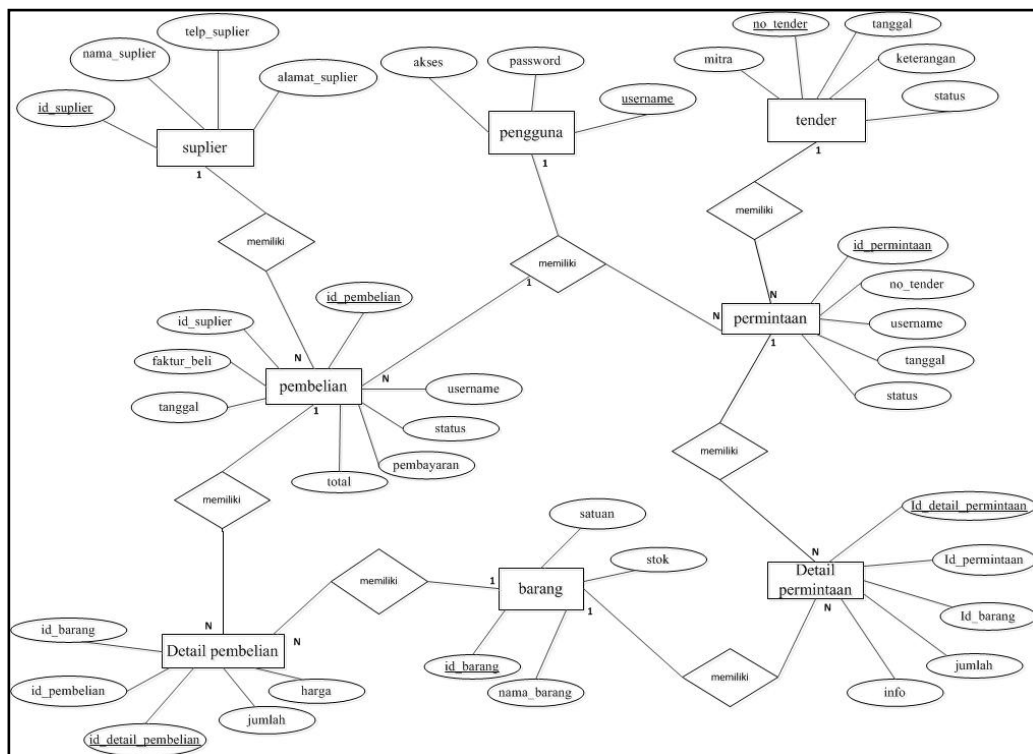 telp_suplier
nama_suplier
alamat_suplier
id_suplier
suplier
1
akses
password
username
pengguna
1
no_tender
tanggal
mitra
keterangan
status
tender
1
memiliki
memiliki
1
memiliki
id_permintaan
no_tender
username
tanggal
status
N
N
permintaan
1
id_pembelian
id_suplier
faktur_beli
tanggal
N
N
pembelian
1
username
status
pembayaran
total
memiliki
memiliki
satuan
stok
memiliki
1
barang
1
id_barang
nama_barang
memiliki
Id_detail_permintaan
Id_permintaan
Id_barang
jumlah
info
N
Detail
permintaan
N
N
N
id_barang
Detail pembelian
id_pembelian
harga
jumlah
id_detail_pembelian